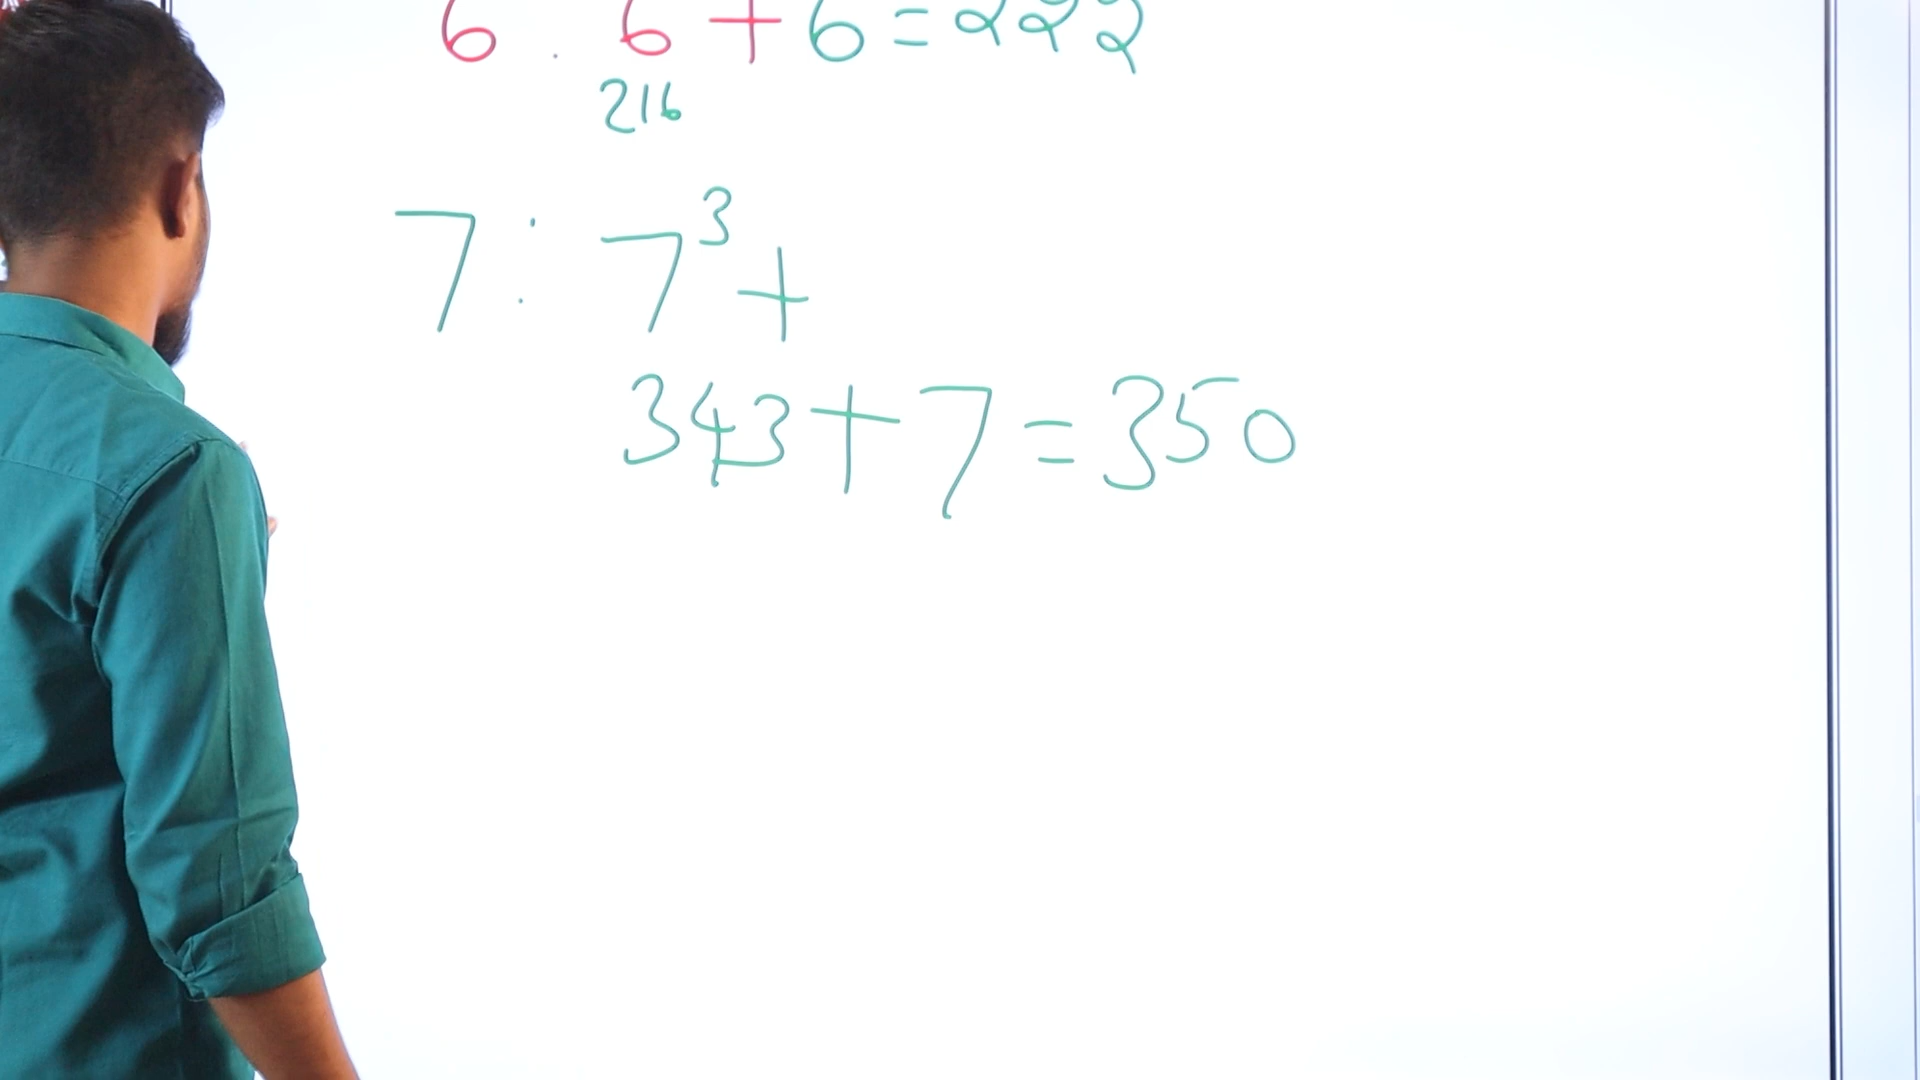 6 : 6 + 6 = 222
216
7 : 7³ +
343 + 7 = 350